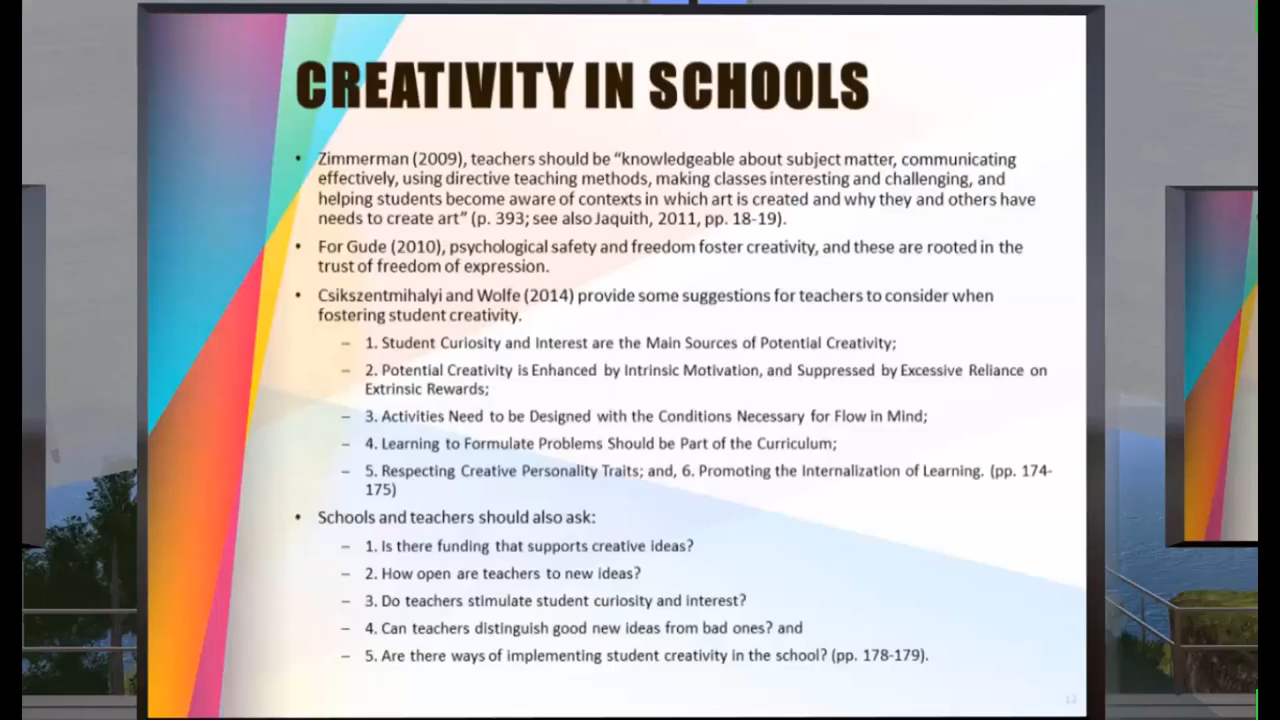 CREATIVITY IN SCHOOLS
• Zimmerman (2009), teachers should be "knowledgeable about subject matter, communicating
effectively, using directive teaching methods, making classes interesting and challenging, and
helping students become aware of contexts in which art is created and why they and others have
needs to create art" (p. 393; see also Jaquith, 2011, pp. 18-19).
• For Gude (2010), psychological safety and freedom foster creativity, and these are rooted in the
trust of freedom of expression.
• Csikszentmihalyi and Wolfe (2014) provide some suggestions for teachers to consider when
fostering student creativity.
– 1. Student Curiosity and Interest are the Main Sources of Potential Creativity;
– 2. Potential Creativity is Enhanced by Intrinsic Motivation, and Suppressed by Excessive Reliance on
Extrinsic Rewards;
– 3. Activities Need to be Designed with the Conditions Necessary for Flow in Mind;
– 4. Learning to Formulate Problems Should be Part of the Curriculum;
– 5. Respecting Creative Personality Traits; and, 6. Promoting the Internalization of Learning. (pp. 174-
175)
• Schools and teachers should also ask:
– 1. Is there funding that supports creative ideas?
– 2. How open are teachers to new ideas?
– 3. Do teachers stimulate student curiosity and interest?
– 4. Can teachers distinguish good new ideas from bad ones? and
– 5. Are there ways of implementing student creativity in the school? (pp. 178-179).